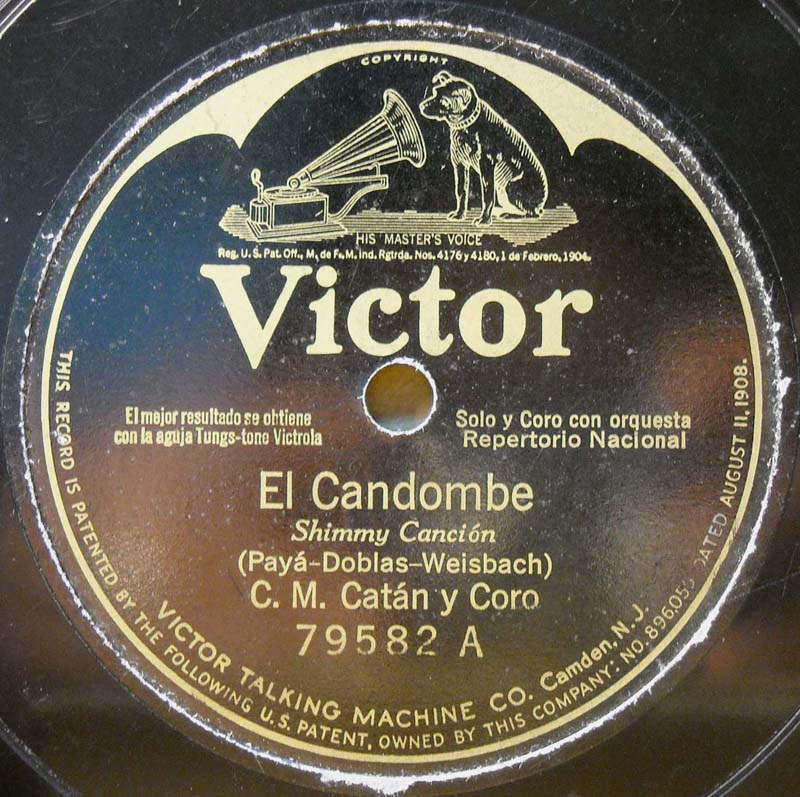 COPYRIGHT
HIS MASTER'S VOICE
Reg. U.S. Pat. Off., M. de F., M. Ind. Rgtrda. Nos. 4176 y 4180, 1 de Febrero, 1904.
Victor
El mejor resultado se obtiene
con la aguja Tungs-tone Victrola
Solo y Coro con orquesta
Repertorio Nacional
El Candombe
Shimmy Canción
(Payá-Doblas-Weisbach)
C. M. Catán y Coro
79582 A
VICTOR TALKING MACHINE CO. Camden, N. J.
THIS RECORD IS PATENTED BY THE FOLLOWING U.S. PATENT, OWNED BY THIS COMPANY: NO. 896,05 DATED AUGUST 11, 1908.